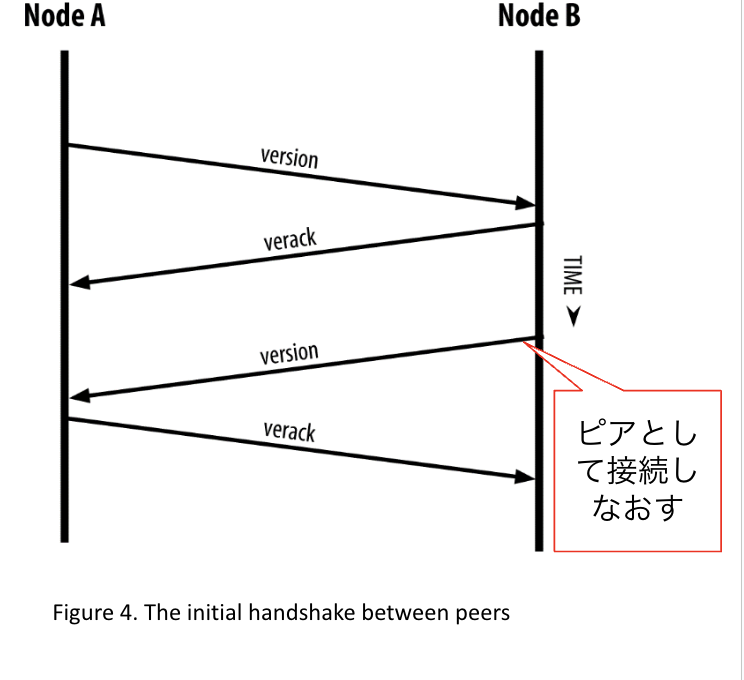 Node A
Node B
version
verack
TIME ➤
version
verack
ピアとし
て接続し
なおす
Figure 4. The initial handshake between peers